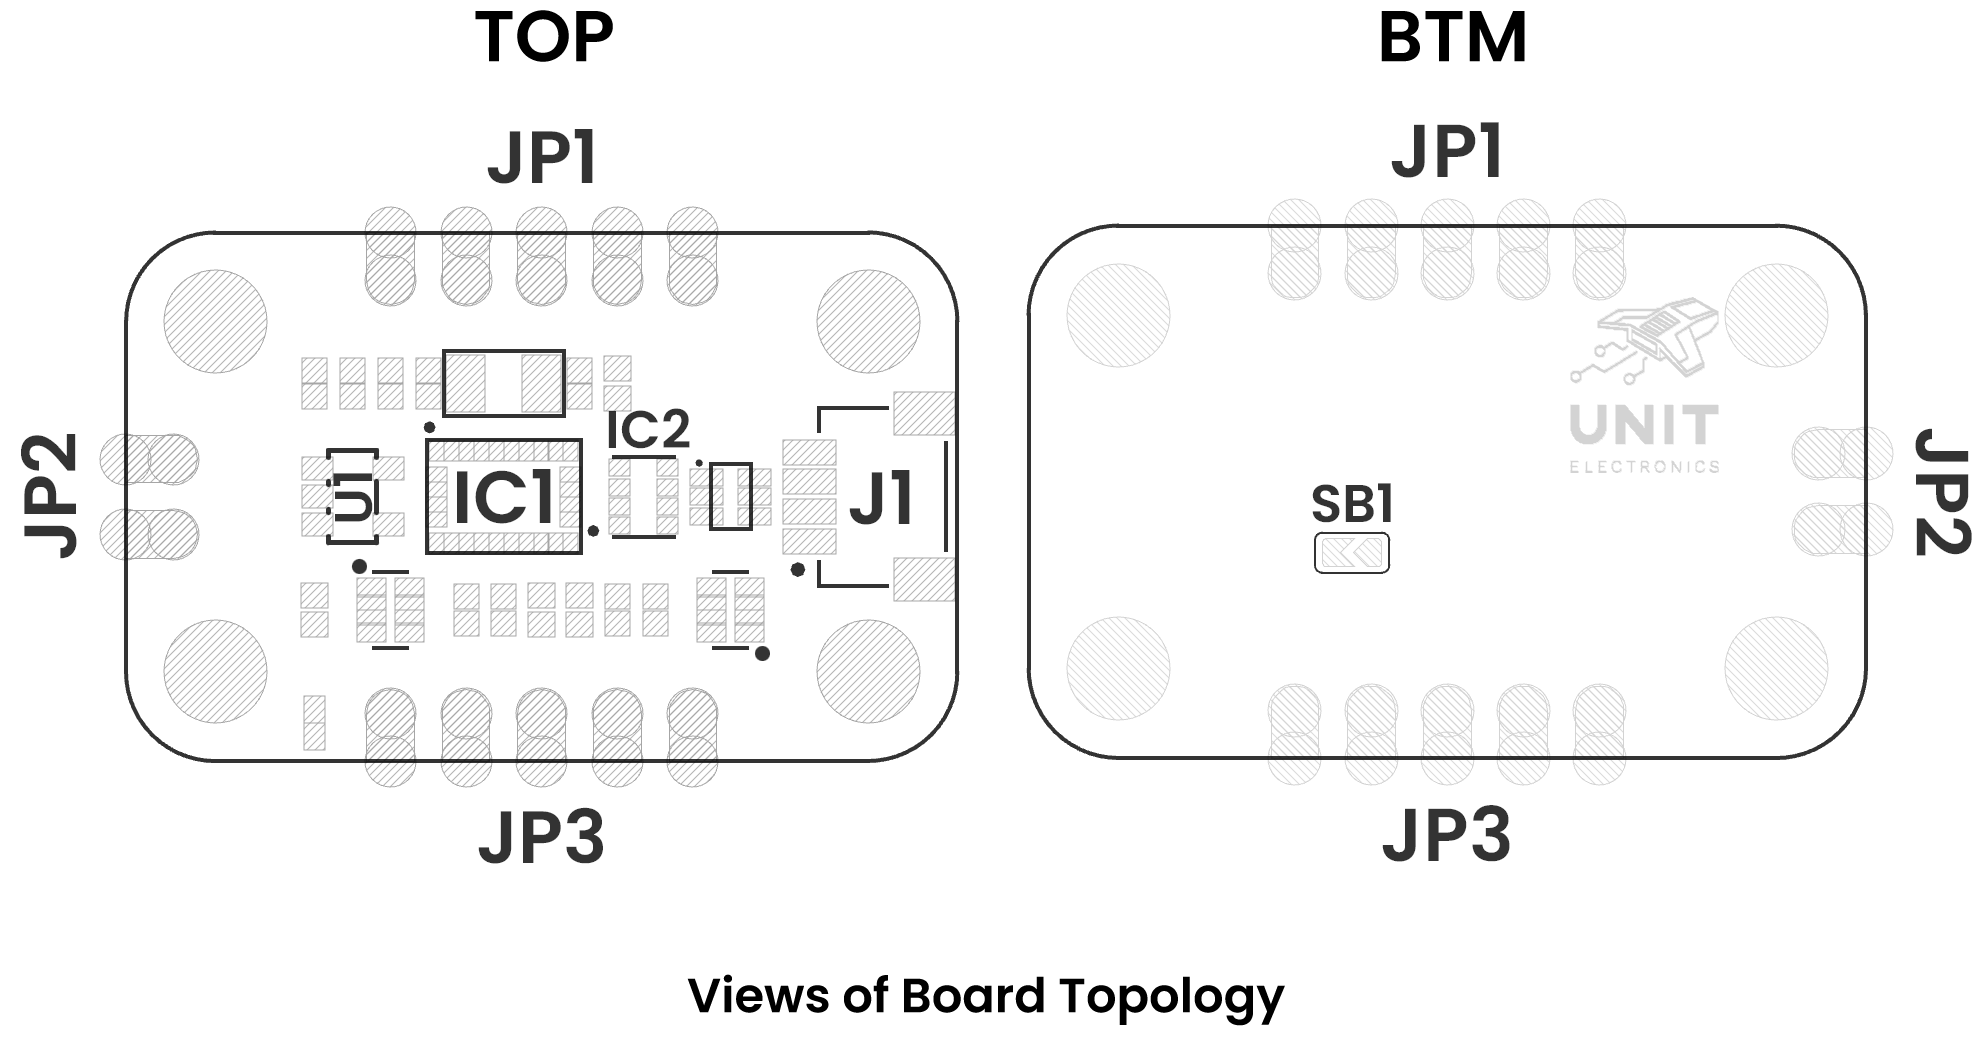 TOP
BTM
JP1
JP1
JP2
IC2
U1
IC1
J1
UNIT
ELECTRONICS
SB1
JP2
JP3
JP3
Views of Board Topology